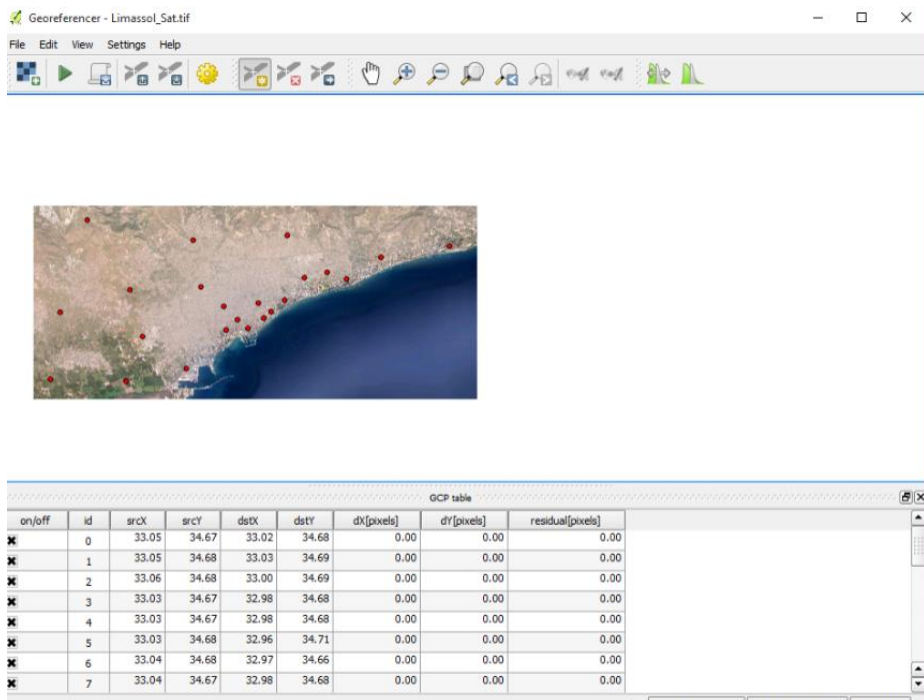 Georeferencer - Limassol_Sat.tif
File Edit View Settings Help
GCP table
on/off id srcX srcY dstX dstY dX[pixels] dY[pixels] residual[pixels]
0 33.05 34.67 33.02 34.68 0.00 0.00 0.00
1 33.05 34.68 33.03 34.69 0.00 0.00 0.00
2 33.06 34.68 33.00 34.69 0.00 0.00 0.00
3 33.03 34.67 32.98 34.68 0.00 0.00 0.00
4 33.03 34.67 32.98 34.68 0.00 0.00 0.00
5 33.03 34.68 32.96 34.71 0.00 0.00 0.00
6 33.04 34.68 32.97 34.66 0.00 0.00 0.00
7 33.04 34.67 32.98 34.68 0.00 0.00 0.00